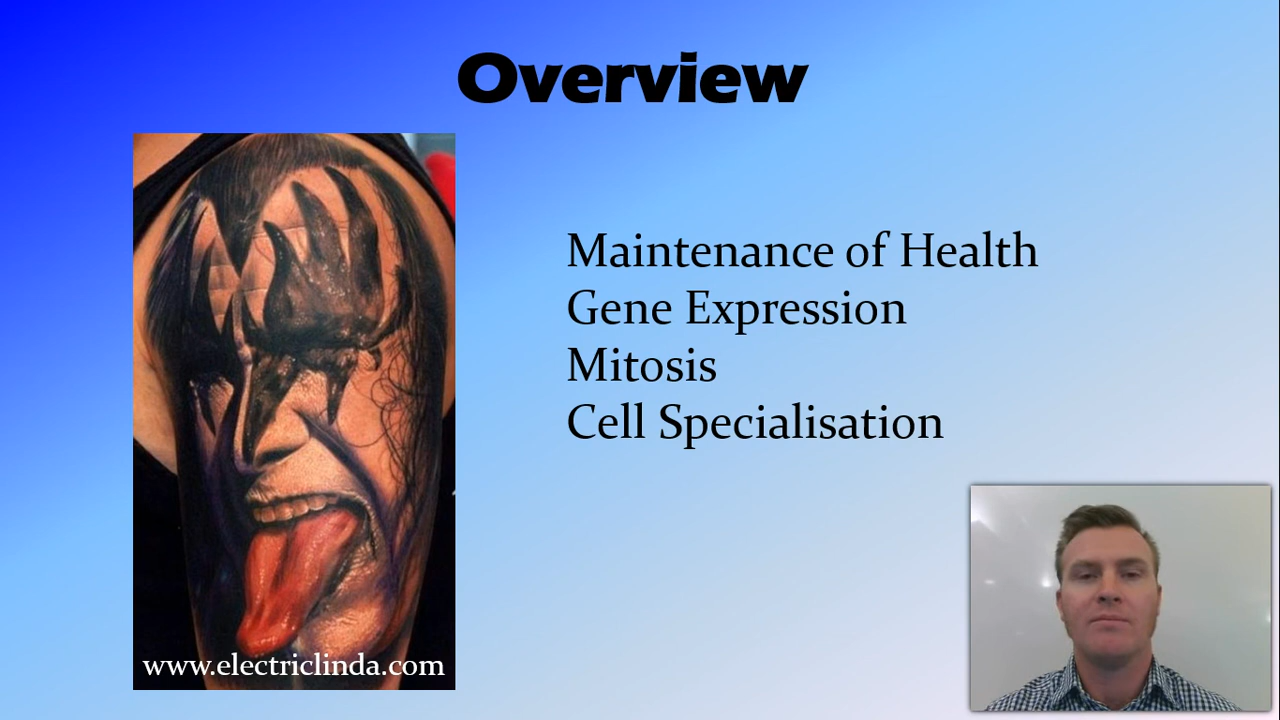 Overview
Maintenance of Health
Gene Expression
Mitosis
Cell Specialisation
www.electriclinda.com